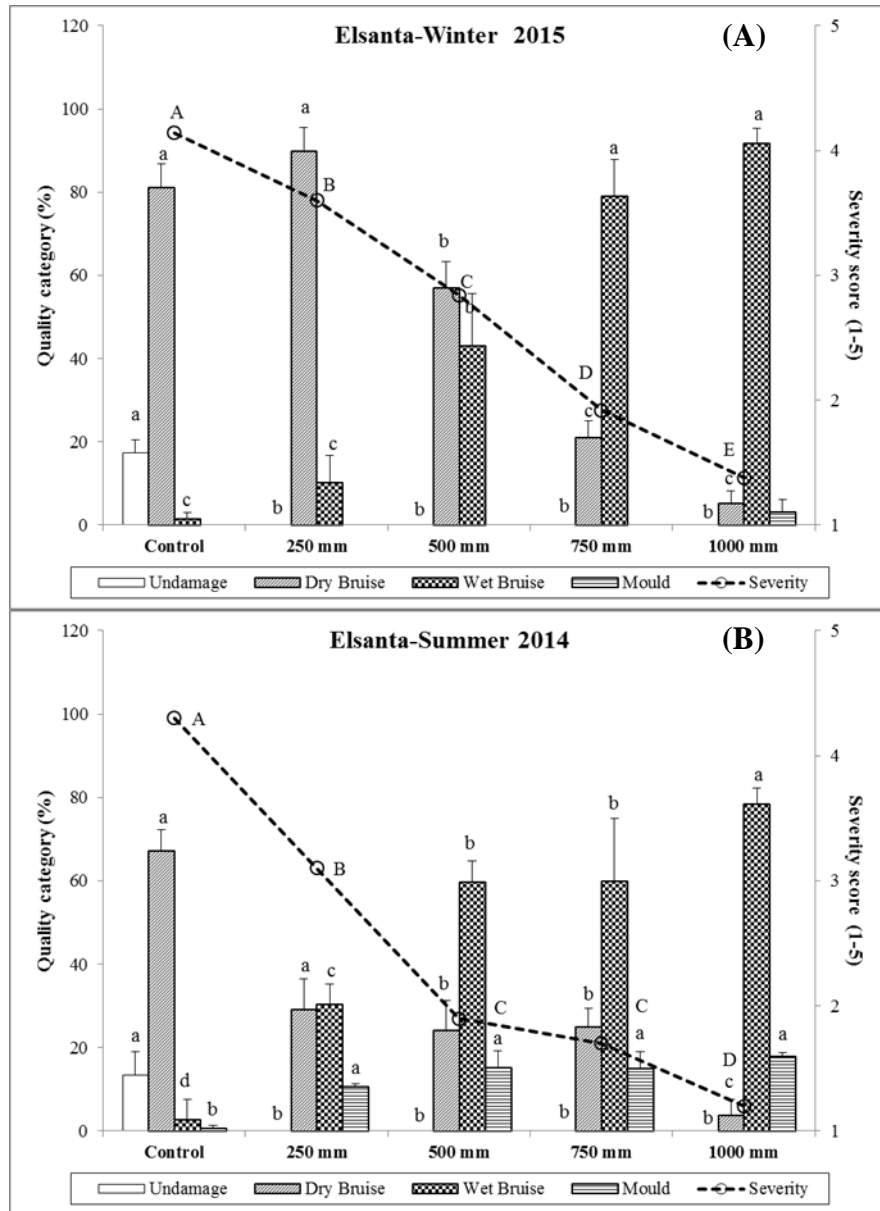 Elsanta-Winter 2015
(A)
120
100
80
60
40
20
0
Quality category (%)
5
4
3
2
1
Severity score (1-5)
a
a
c
A
b
a
c
B
b
b
b
C
b
c
a
D
b
c
a
E
Control
250 mm
500 mm
750 mm
1000 mm
Undamage
Dry Bruise
Wet Bruise
Mould
Severity
Elsanta-Summer 2014
(B)
120
100
80
60
40
20
0
Quality category (%)
5
4
3
2
1
Severity score (1-5)
a
a
d
b
A
b
a
c
a
B
b
b
b
a
C
b
b
b
a
C
b
c
a
a
D
Control
250 mm
500 mm
750 mm
1000 mm
Undamage
Dry Bruise
Wet Bruise
Mould
Severity